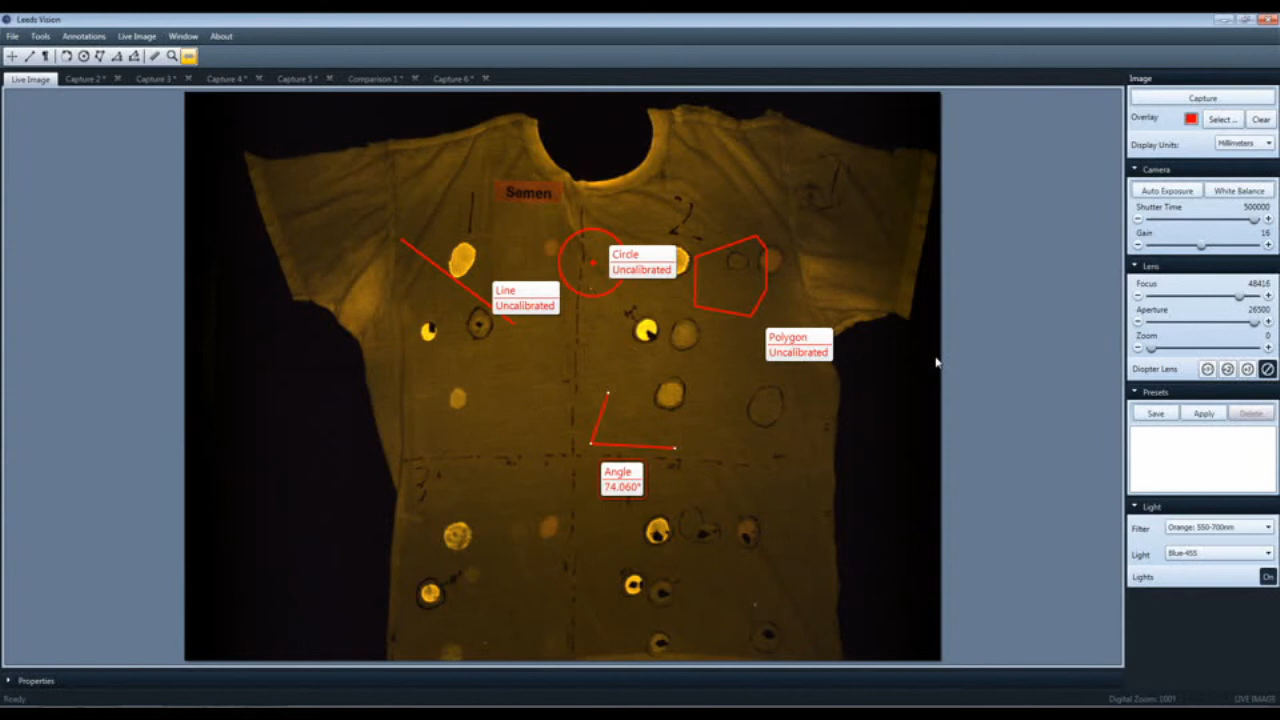 Leeds Vision
File Tools Annotations Live Image Window About
Live Image Capture 2 * Capture 3 * Capture 4 * Capture 5 * Comparison 1 * Capture 6 *
Image
Capture
Overlay Select ... Clear
Display Units: Millimeters
Camera
Auto Exposure White Balance
Shutter Time 500000
Gain 16
Lens
Focus 48416
Aperture 26500
Zoom 0
Diopter Lens
Presets
Save Apply Delete
Light
Filter Orange: 550-700nm
Light Blue-455
Lights On
Semen
2
Circle
Uncalibrated
Line
Uncalibrated
Polygon
Uncalibrated
Angle
74.060°
Properties
Ready
LIVE IMAGE